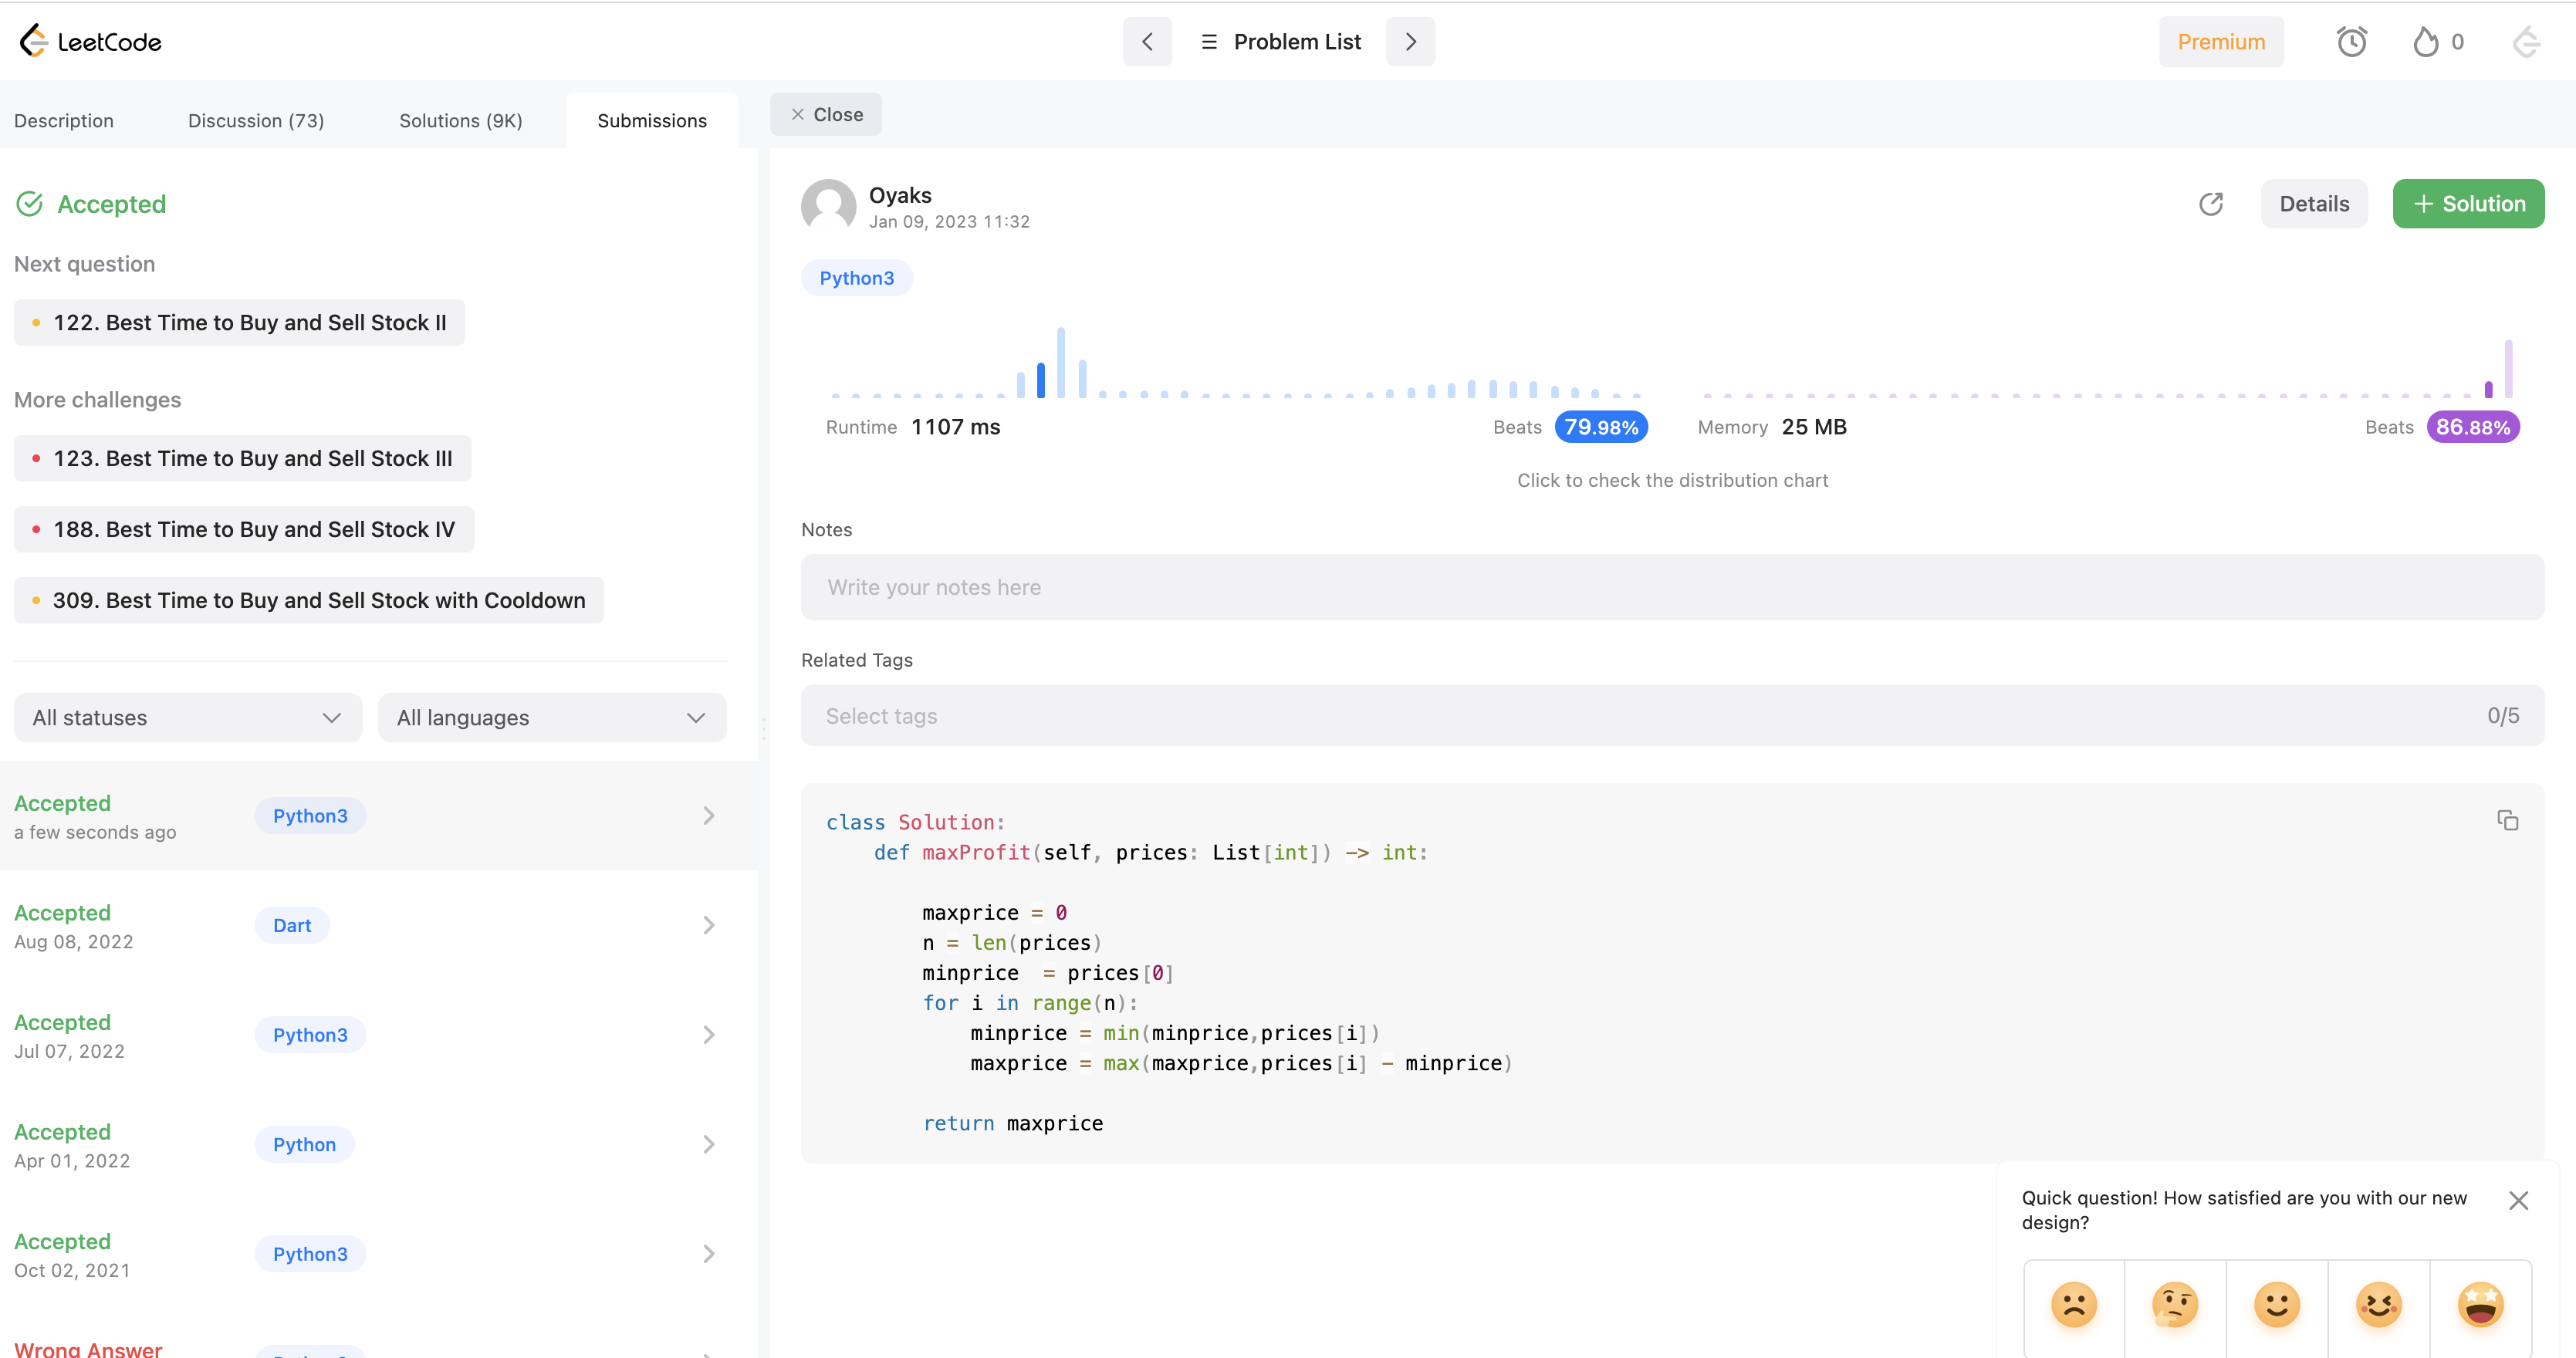 LeetCode
Problem List
Premium
0
Description
Discussion (73)
Solutions (9K)
Submissions
Close
Accepted
Next question
122. Best Time to Buy and Sell Stock II
More challenges
123. Best Time to Buy and Sell Stock III
188. Best Time to Buy and Sell Stock IV
309. Best Time to Buy and Sell Stock with Cooldown
All statuses
All languages
Accepted
a few seconds ago
Python3
Accepted
Aug 08, 2022
Dart
Accepted
Jul 07, 2022
Python3
Accepted
Apr 01, 2022
Python
Accepted
Oct 02, 2021
Python3
Wrong Answer
Oyaks
Jan 09, 2023 11:32
Details
+ Solution
Python3
Runtime 1107 ms
Beats 79.98%
Memory 25 MB
Beats 86.88%
Click to check the distribution chart
Notes
Write your notes here
Related Tags
Select tags
0/5
class Solution:
    def maxProfit(self, prices: List[int]) -> int:
        maxprice = 0
        n = len(prices)
        minprice  = prices[0]
        for i in range(n):
            minprice = min(minprice,prices[i])
            maxprice = max(maxprice,prices[i] - minprice)
        return maxprice
Quick question! How satisfied are you with our new
design?